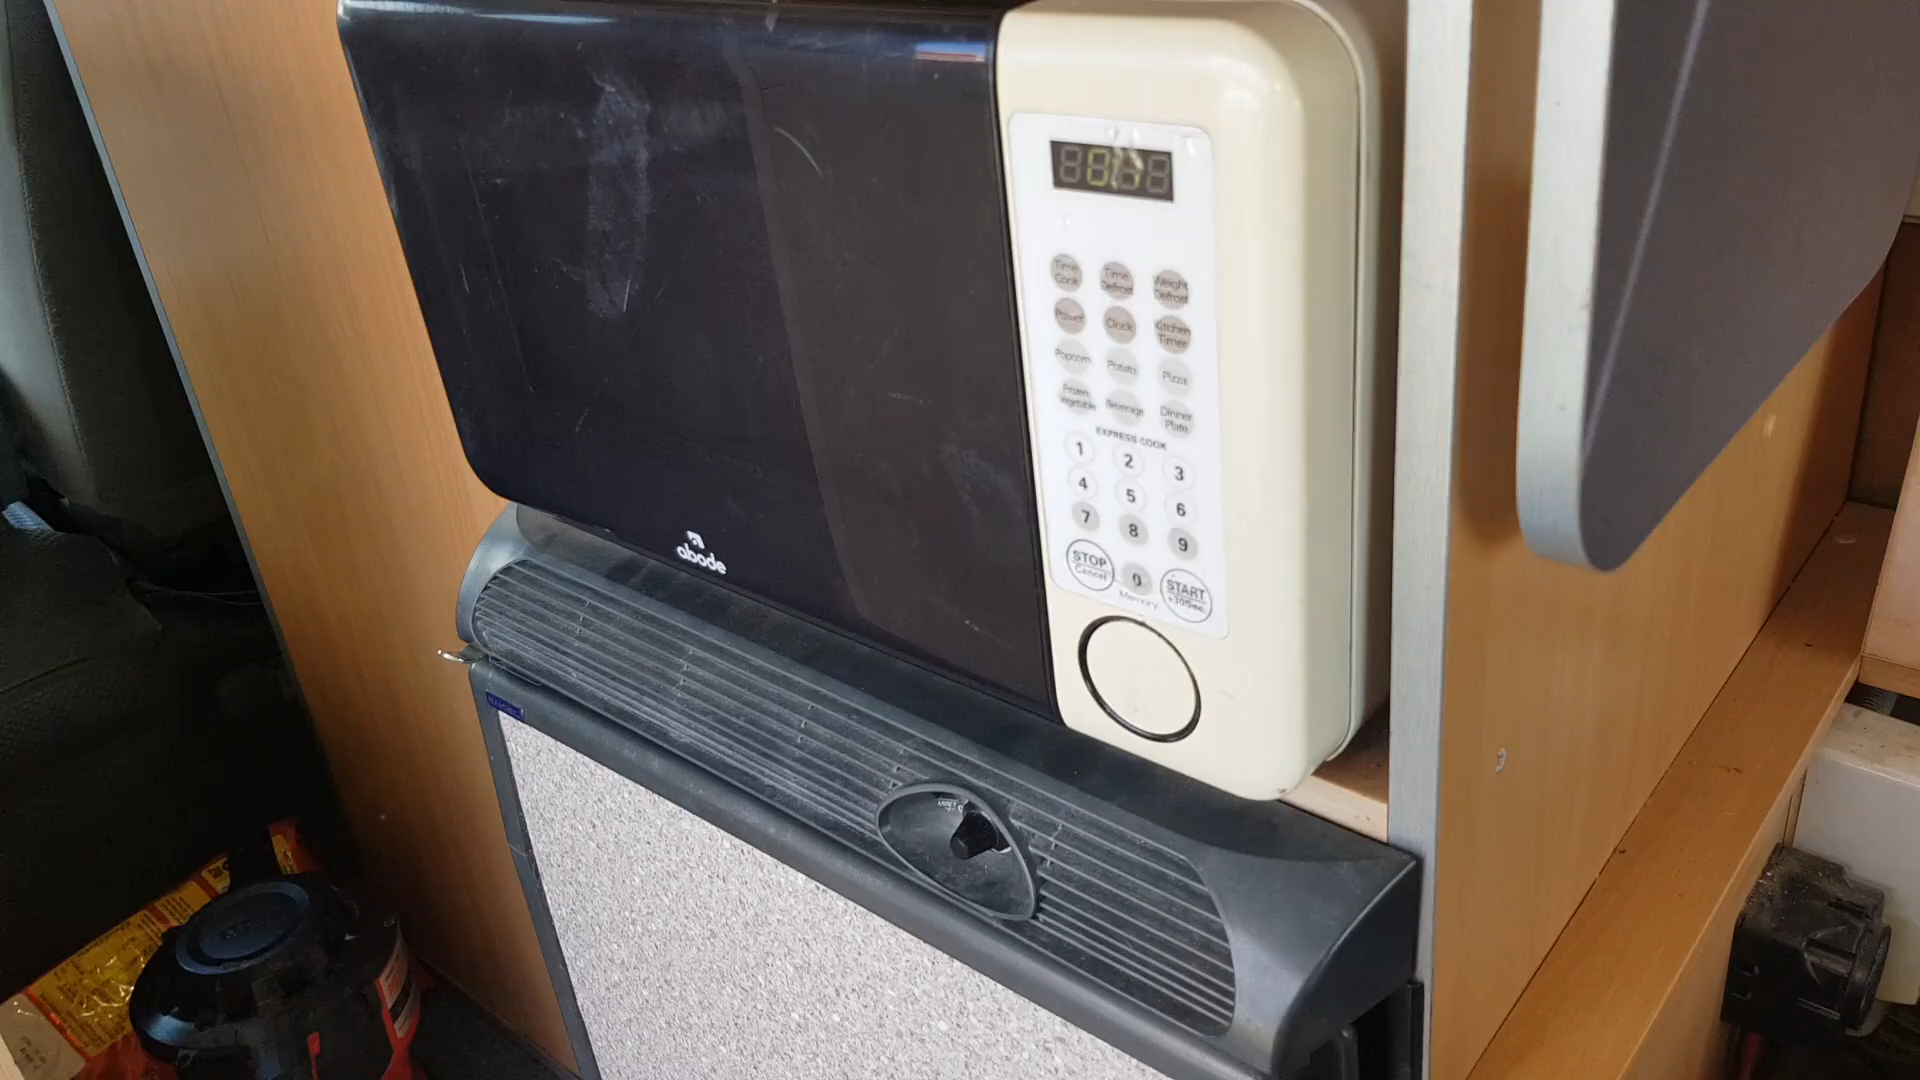 Time
Cook
Time
Defrost
Weight
Defrost
Power
Clock
Kitchen
Timer
Popcorn
Potato
Pizza
Frozen
Vegetable
Beverage
Dinner
Plate
EXPRESS COOK
1
2
3
4
5
6
7
8
9
STOP
Cancel
0
Memory
START
+30Sec.
abode
ENGEL